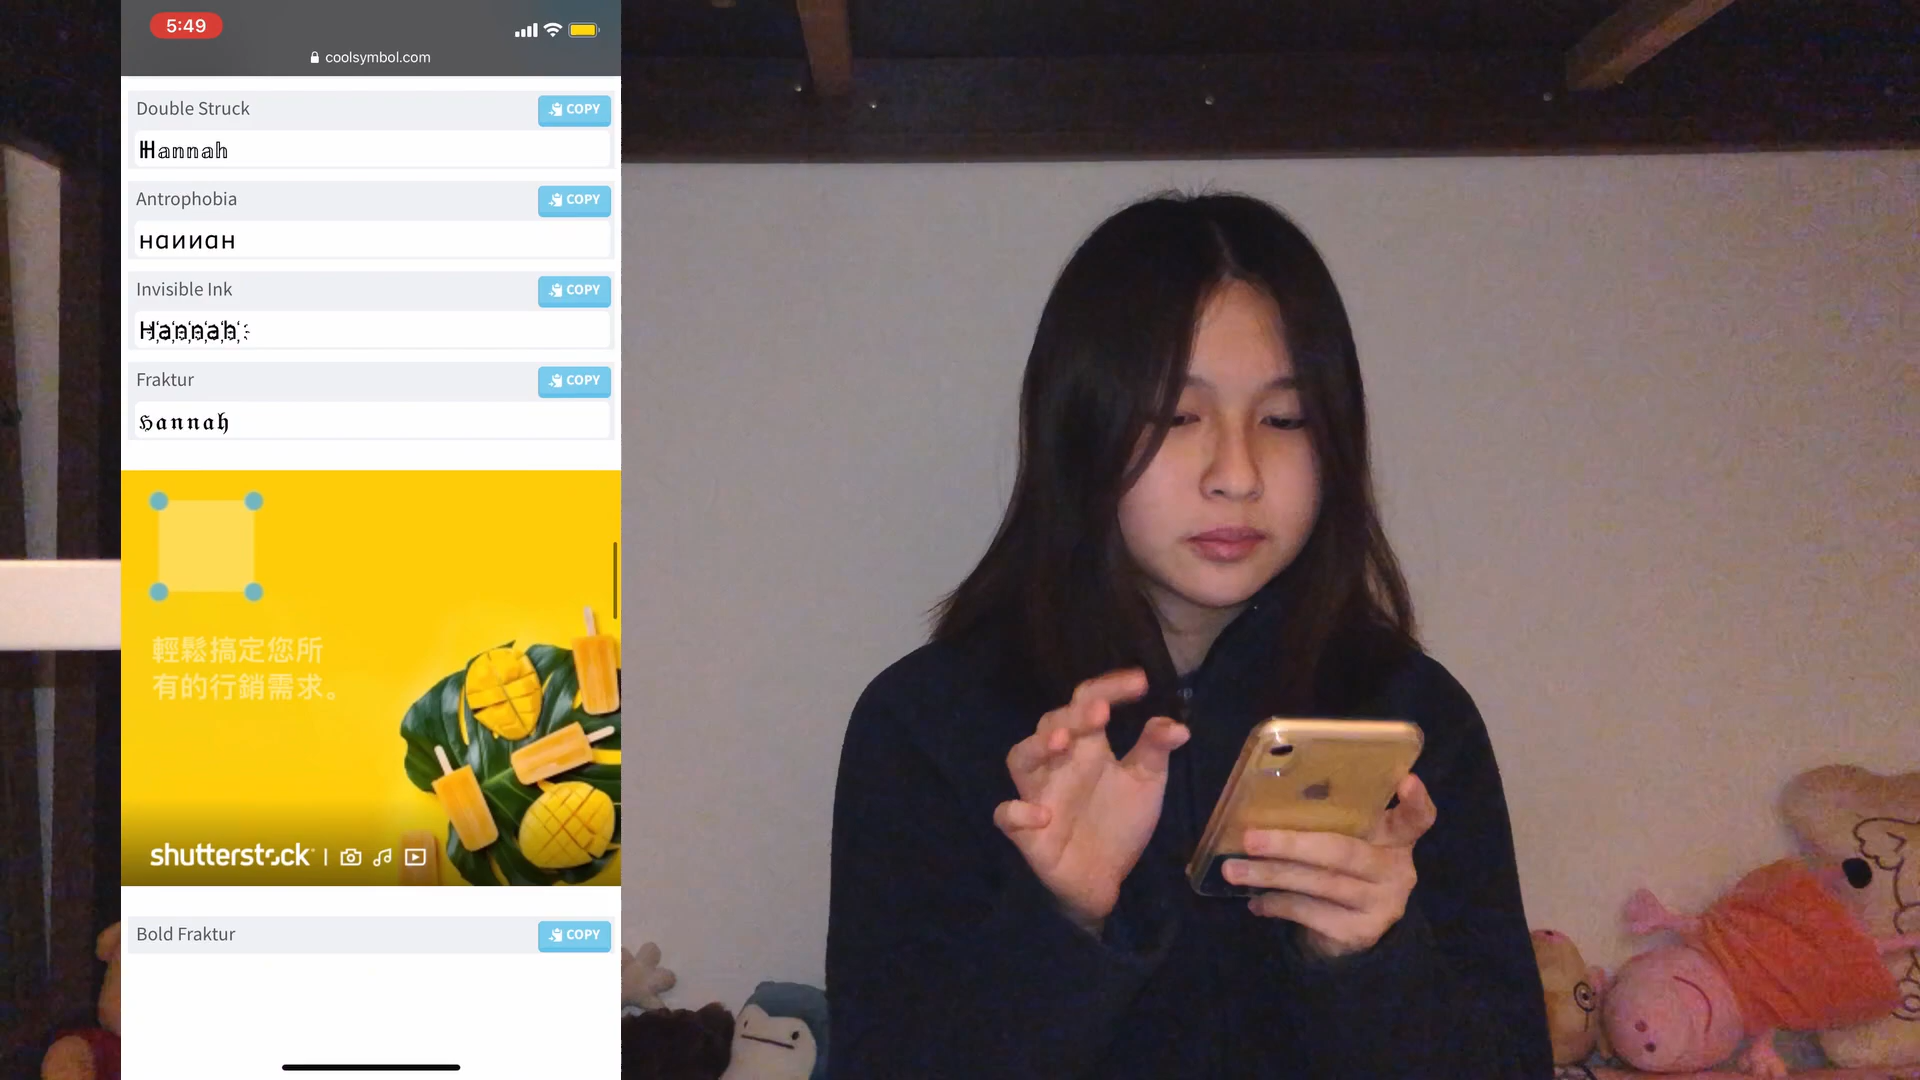 5:49
coolsymbol.com
Double Struck
COPY
ℍ𝕒𝕟𝕟𝕒𝕙
Antrophobia
COPY
нαииαн
Invisible Ink
COPY
H҉a҉n҉n҉a҉h҉
Fraktur
COPY
ℌ𝔞𝔫𝔫𝔞𝔥
輕鬆搞定您所
有的行銷需求。
shutterstock
Bold Fraktur
COPY